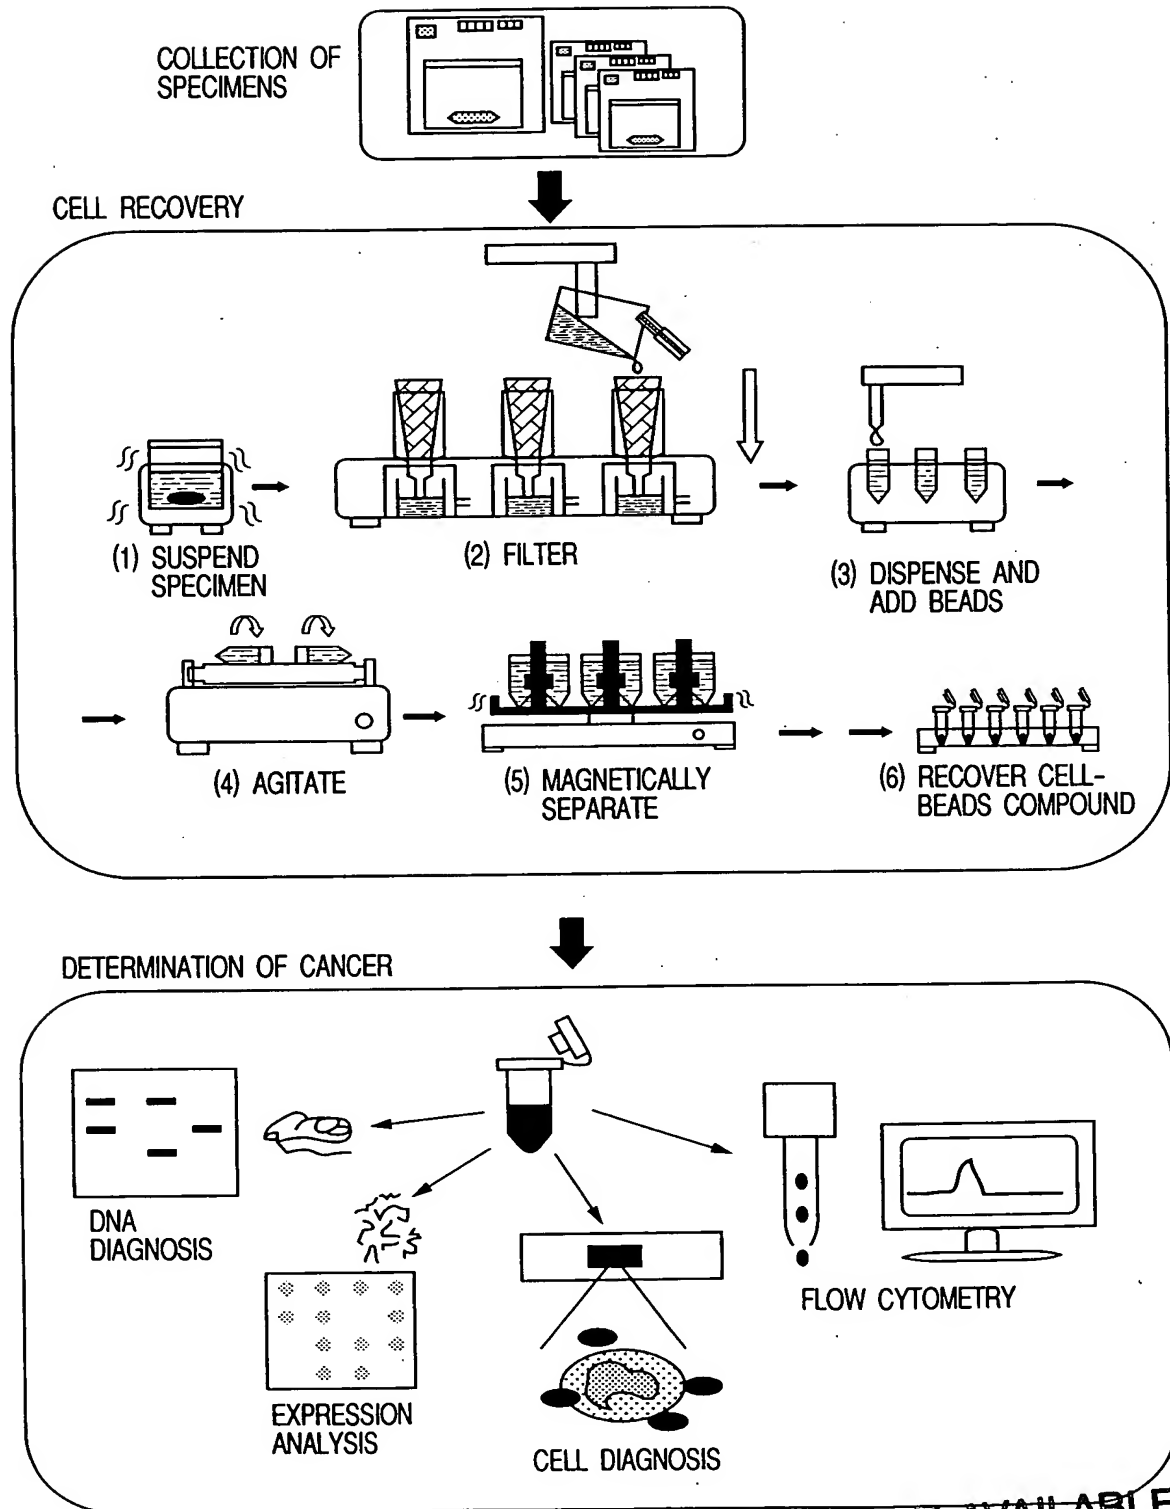 COLLECTION OF
SPECIMENS
CELL RECOVERY
(1) SUSPEND
SPECIMEN
(2) FILTER
(3) DISPENSE AND
ADD BEADS
(4) AGITATE
(5) MAGNETICALLY
SEPARATE
(6) RECOVER CELL-
BEADS COMPOUND
DETERMINATION OF CANCER
DNA
DIAGNOSIS
EXPRESSION
ANALYSIS
CELL DIAGNOSIS
FLOW CYTOMETRY
AVAILABLE